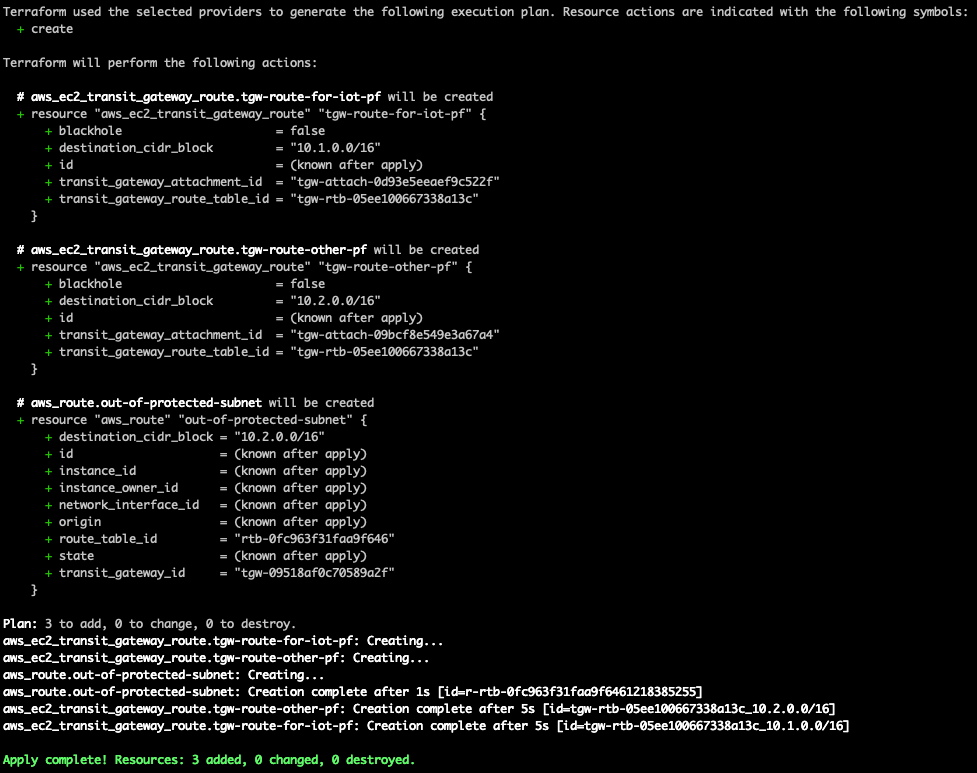 Terraform used the selected providers to generate the following execution plan. Resource actions are indicated with the following symbols:
  + create

Terraform will perform the following actions:

  # aws_ec2_transit_gateway_route.tgw-route-for-iot-pf will be created
  + resource "aws_ec2_transit_gateway_route" "tgw-route-for-iot-pf" {
      + blackhole                      = false
      + destination_cidr_block         = "10.1.0.0/16"
      + id                             = (known after apply)
      + transit_gateway_attachment_id  = "tgw-attach-0d93e5eeaef9c522f"
      + transit_gateway_route_table_id = "tgw-rtb-05ee100667338a13c"
    }

  # aws_ec2_transit_gateway_route.tgw-route-other-pf will be created
  + resource "aws_ec2_transit_gateway_route" "tgw-route-other-pf" {
      + blackhole                      = false
      + destination_cidr_block         = "10.2.0.0/16"
      + id                             = (known after apply)
      + transit_gateway_attachment_id  = "tgw-attach-09bcf8e549e3a67a4"
      + transit_gateway_route_table_id = "tgw-rtb-05ee100667338a13c"
    }

  # aws_route.out-of-protected-subnet will be created
  + resource "aws_route" "out-of-protected-subnet" {
      + destination_cidr_block = "10.2.0.0/16"
      + id                     = (known after apply)
      + instance_id            = (known after apply)
      + instance_owner_id      = (known after apply)
      + network_interface_id   = (known after apply)
      + origin                 = (known after apply)
      + route_table_id         = "rtb-0fc963f31faa9f646"
      + state                  = (known after apply)
      + transit_gateway_id     = "tgw-09518af0c70589a2f"
    }

Plan: 3 to add, 0 to change, 0 to destroy.
aws_ec2_transit_gateway_route.tgw-route-for-iot-pf: Creating...
aws_ec2_transit_gateway_route.tgw-route-other-pf: Creating...
aws_route.out-of-protected-subnet: Creating...
aws_route.out-of-protected-subnet: Creation complete after 1s [id=r-rtb-0fc963f31faa9f6461218385255]
aws_ec2_transit_gateway_route.tgw-route-other-pf: Creation complete after 5s [id=tgw-rtb-05ee100667338a13c_10.2.0.0/16]
aws_ec2_transit_gateway_route.tgw-route-for-iot-pf: Creation complete after 5s [id=tgw-rtb-05ee100667338a13c_10.1.0.0/16]

Apply complete! Resources: 3 added, 0 changed, 0 destroyed.